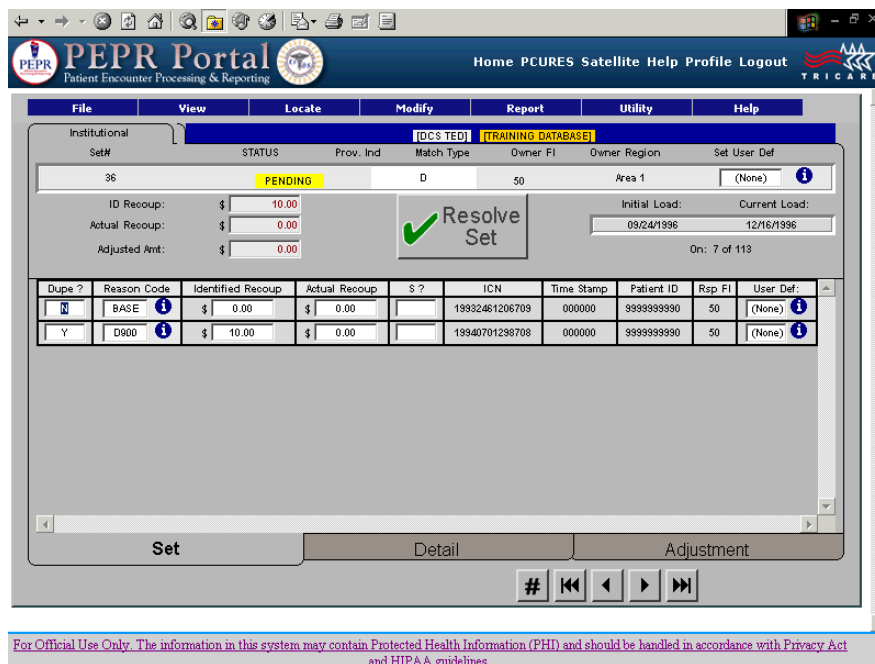 PEPR PEPR Portal Home PCURES Satellite Help Profile Logout
Patient Encounter Processing & Reporting TRICARE
File View Locate Modify Report Utility Help
Institutional [DCS TED] [TRAINING DATABASE]
Set# STATUS Prov. Ind Match Type Owner FI Owner Region Set User Def
36 PENDING D 50 Area 1 (None)
ID Recoup: $ 10.00 Resolve Set Initial Load: Current Load:
Actual Recoup: $ 0.00 09/24/1996 12/16/1996
Adjusted Amt: $ 0.00 On: 7 of 113
Dupe ? Reason Code Identified Recoup Actual Recoup S ? ICN Time Stamp Patient ID Rsp FI User Def:
N BASE $ 0.00 $ 0.00 19932461206709 000000 9999999990 50 (None)
Y D900 $ 10.00 $ 0.00 19940701298708 000000 9999999990 50 (None)
Set Detail Adjustment
#
For Official Use Only. The information in this system may contain Protected Health Information (PHI) and should be handled in accordance with Privacy Act
and HIPAA guidelines